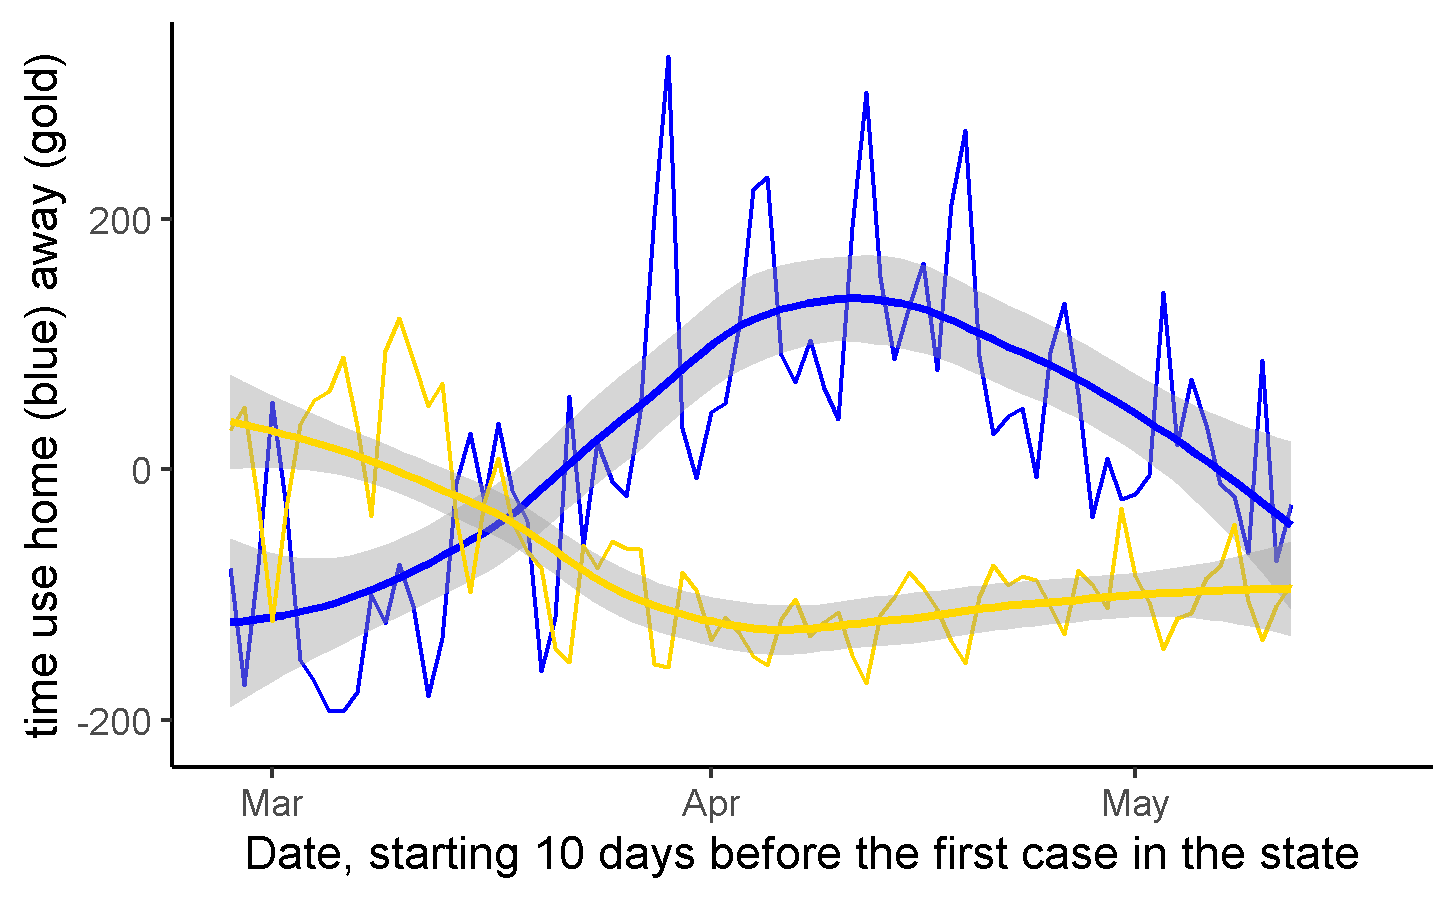 time use home (blue) away (gold)
200
0
-200
Mar
Apr
May
Date, starting 10 days before the first case in the state